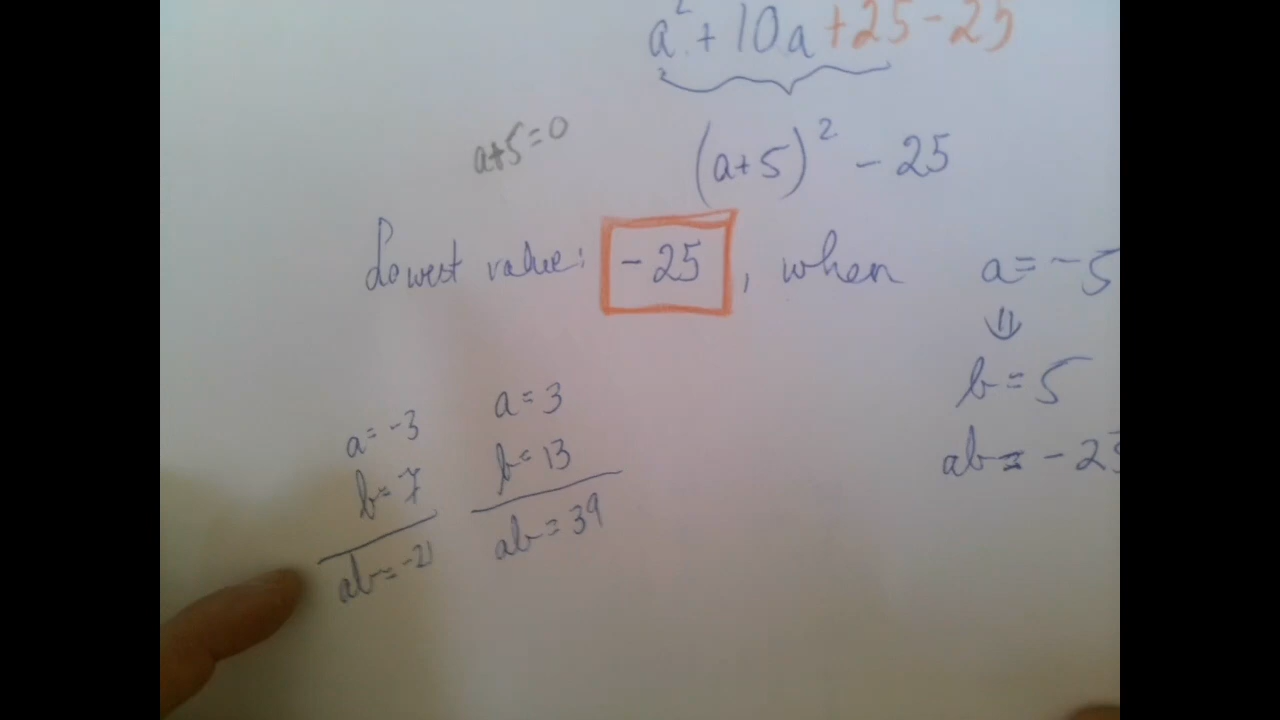 a² + 10a + 25 - 25
a+5=0
(a+5)² - 25
Lowest value: -25, when a = -5
⇓
b = 5
ab = -25
a = -3
b = 7
ab = -21
a = 3
b = 13
ab = 39